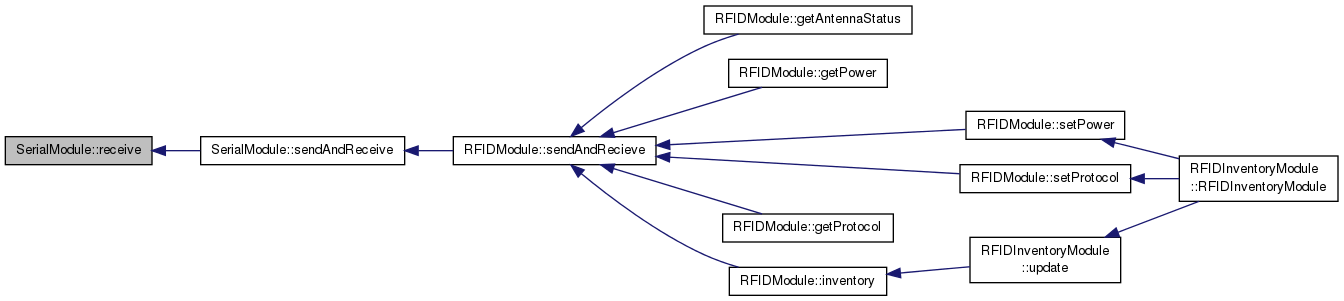 SerialModule::receive
SerialModule::sendAndReceive
RFIDModule::sendAndRecieve
RFIDModule::getAntennaStatus
RFIDModule::getPower
RFIDModule::setPower
RFIDModule::setProtocol
RFIDModule::getProtocol
RFIDModule::inventory
RFIDInventoryModule
::update
RFIDInventoryModule
::RFIDInventoryModule